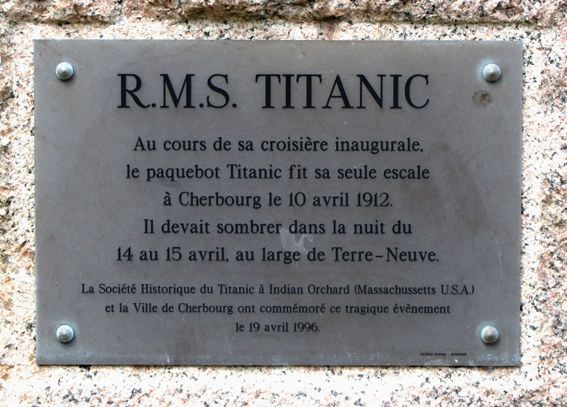 R.M.S. TITANIC
Au cours de sa croisière inaugurale,
le paquebot Titanic fit sa seule escale
à Cherbourg le 10 avril 1912.
Il devait sombrer dans la nuit du
14 au 15 avril, au large de Terre-Neuve.
La Société Historique du Titanic à Indian Orchard (Massachussetts U.S.A.)
et la Ville de Cherbourg ont commémoré ce tragique évènement
le 19 avril 1996.